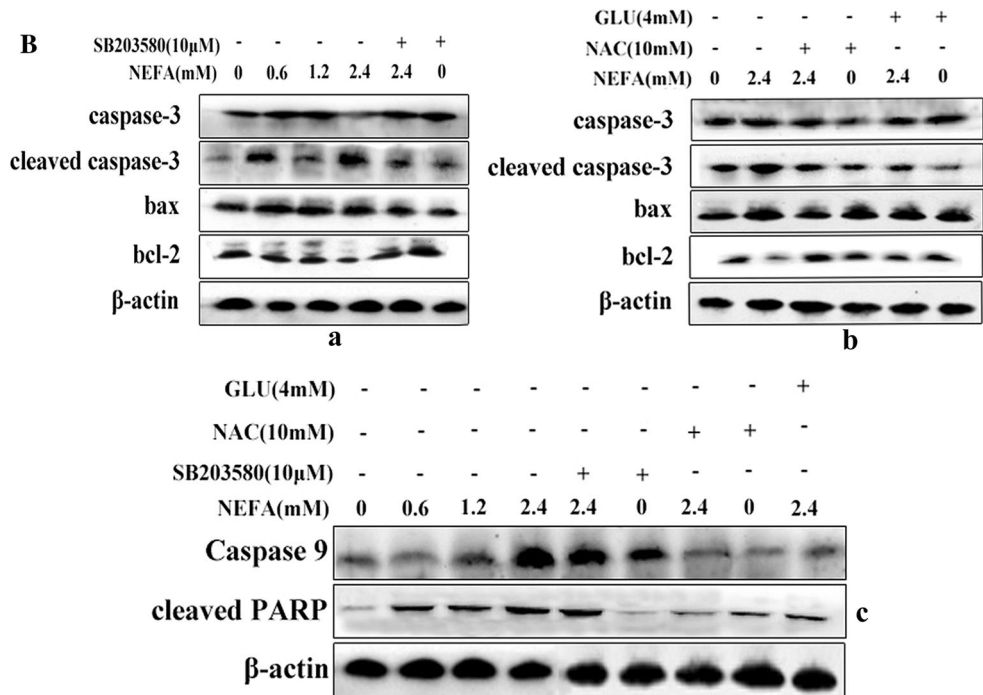 B
SB203580(10μM) - - - - + +
NEFA(mM) 0 0.6 1.2 2.4 2.4 0
caspase-3
cleaved caspase-3
bax
bcl-2
β-actin
a
GLU(4mM) - - - - + +
NAC(10mM) - - + + - -
NEFA(mM) 0 2.4 2.4 0 2.4 0
caspase-3
cleaved caspase-3
bax
bcl-2
β-actin
b
GLU(4mM) - - - - - - - - +
NAC(10mM) - - - - - - + + -
SB203580(10μM) - - - - + + - - -
NEFA(mM) 0 0.6 1.2 2.4 2.4 0 2.4 0 2.4
Caspase 9
cleaved PARP
c
β-actin